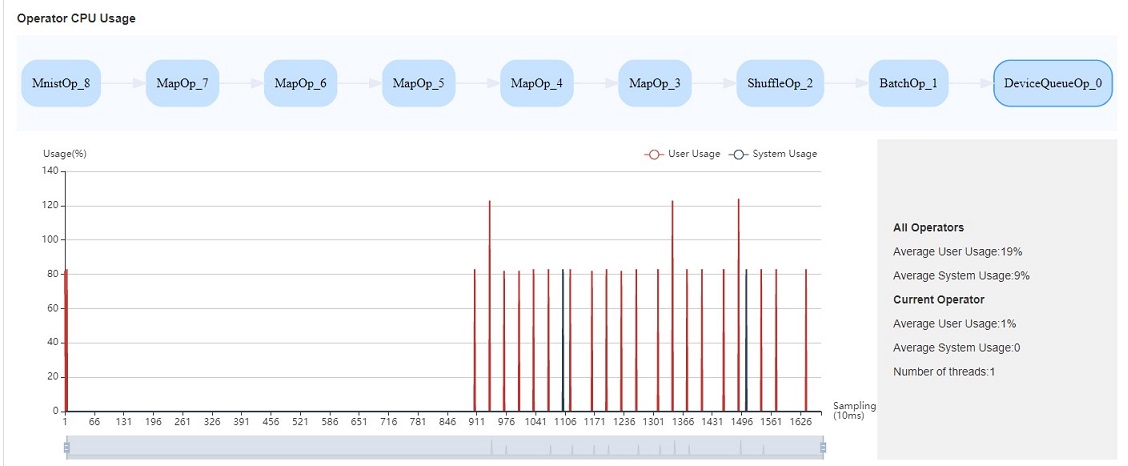 Operator CPU Usage
MnistOp_8 MapOp_7 MapOp_6 MapOp_5 MapOp_4 MapOp_3 ShuffleOp_2 BatchOp_1 DeviceQueueOp_0
Usage(%)
User Usage System Usage
140
120
100
80
60
40
20
0
1 66 131 196 261 326 391 456 521 586 651 716 781 846 911 976 1041 1106 1171 1236 1301 1366 1431 1496 1561 1626
Sampling
(10ms)
All Operators
Average User Usage:19%
Average System Usage:9%
Current Operator
Average User Usage:1%
Average System Usage:0
Number of threads:1